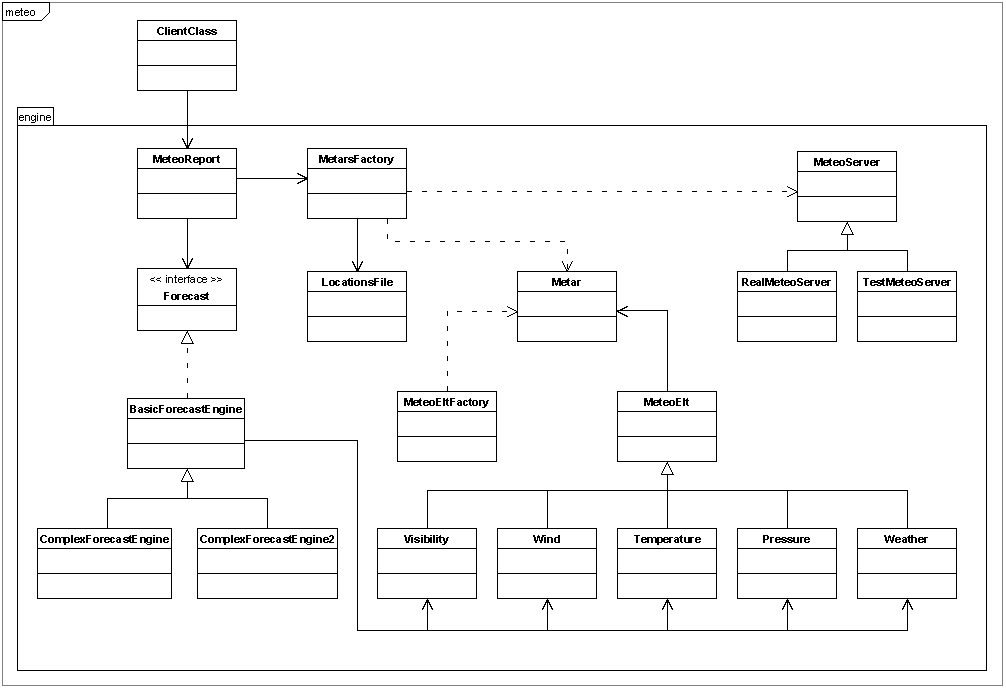 meteo
ClientClass
engine
MeteoReport
MetarsFactory
MeteoServer
<< interface >>
Forecast
LocationsFile
Metar
RealMeteoServer
TestMeteoServer
BasicForecastEngine
MeteoEltFactory
MeteoElt
ComplexForecastEngine
ComplexForecastEngine2
Visibility
Wind
Temperature
Pressure
Weather